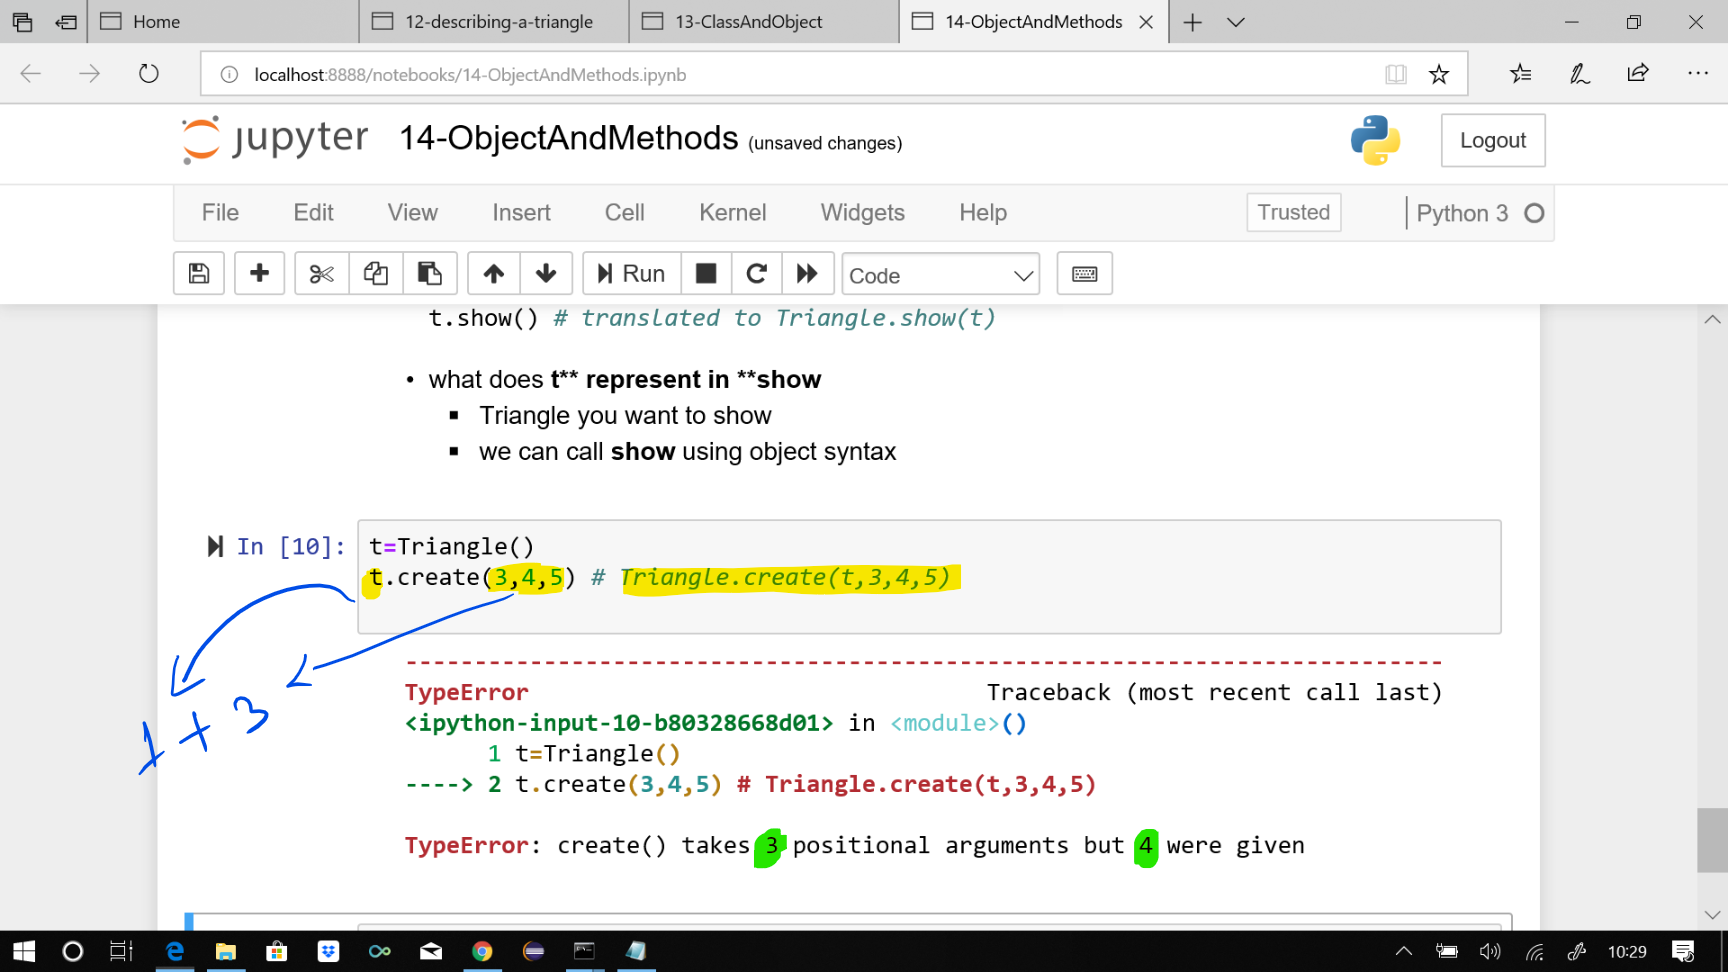 Home
12-describing-a-triangle
13-ClassAndObject
14-ObjectAndMethods
localhost:8888/notebooks/14-ObjectAndMethods.ipynb
jupyter 14-ObjectAndMethods (unsaved changes)
Logout
File Edit View Insert Cell Kernel Widgets Help
Trusted
Python 3
Run
Code
t.show() # translated to Triangle.show(t)
• what does t** represent in **show
▪ Triangle you want to show
▪ we can call show using object syntax
In [10]: t=Triangle()
t.create(3,4,5) # Triangle.create(t,3,4,5)
1 + 3
---------------------------------------------------------------------------
TypeError Traceback (most recent call last)
<ipython-input-10-b80328668d01> in <module>()
1 t=Triangle()
----> 2 t.create(3,4,5) # Triangle.create(t,3,4,5)
TypeError: create() takes 3 positional arguments but 4 were given
10:29